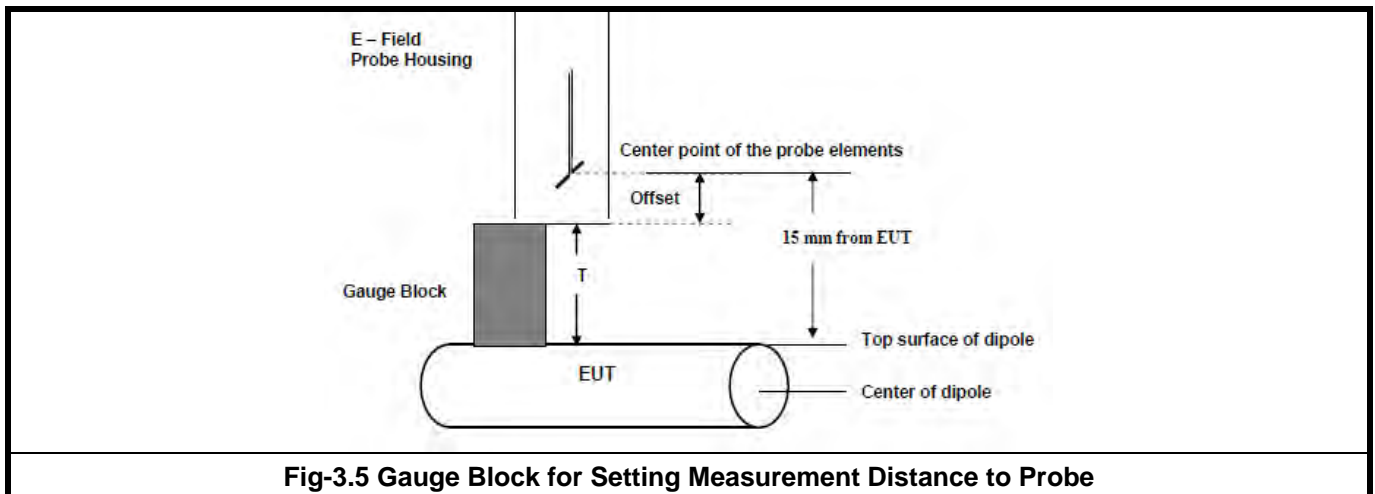 E – Field
Probe Housing
Center point of the probe elements
Offset
15 mm from EUT
T
Gauge Block
Top surface of dipole
EUT
Center of dipole
Fig-3.5 Gauge Block for Setting Measurement Distance to Probe